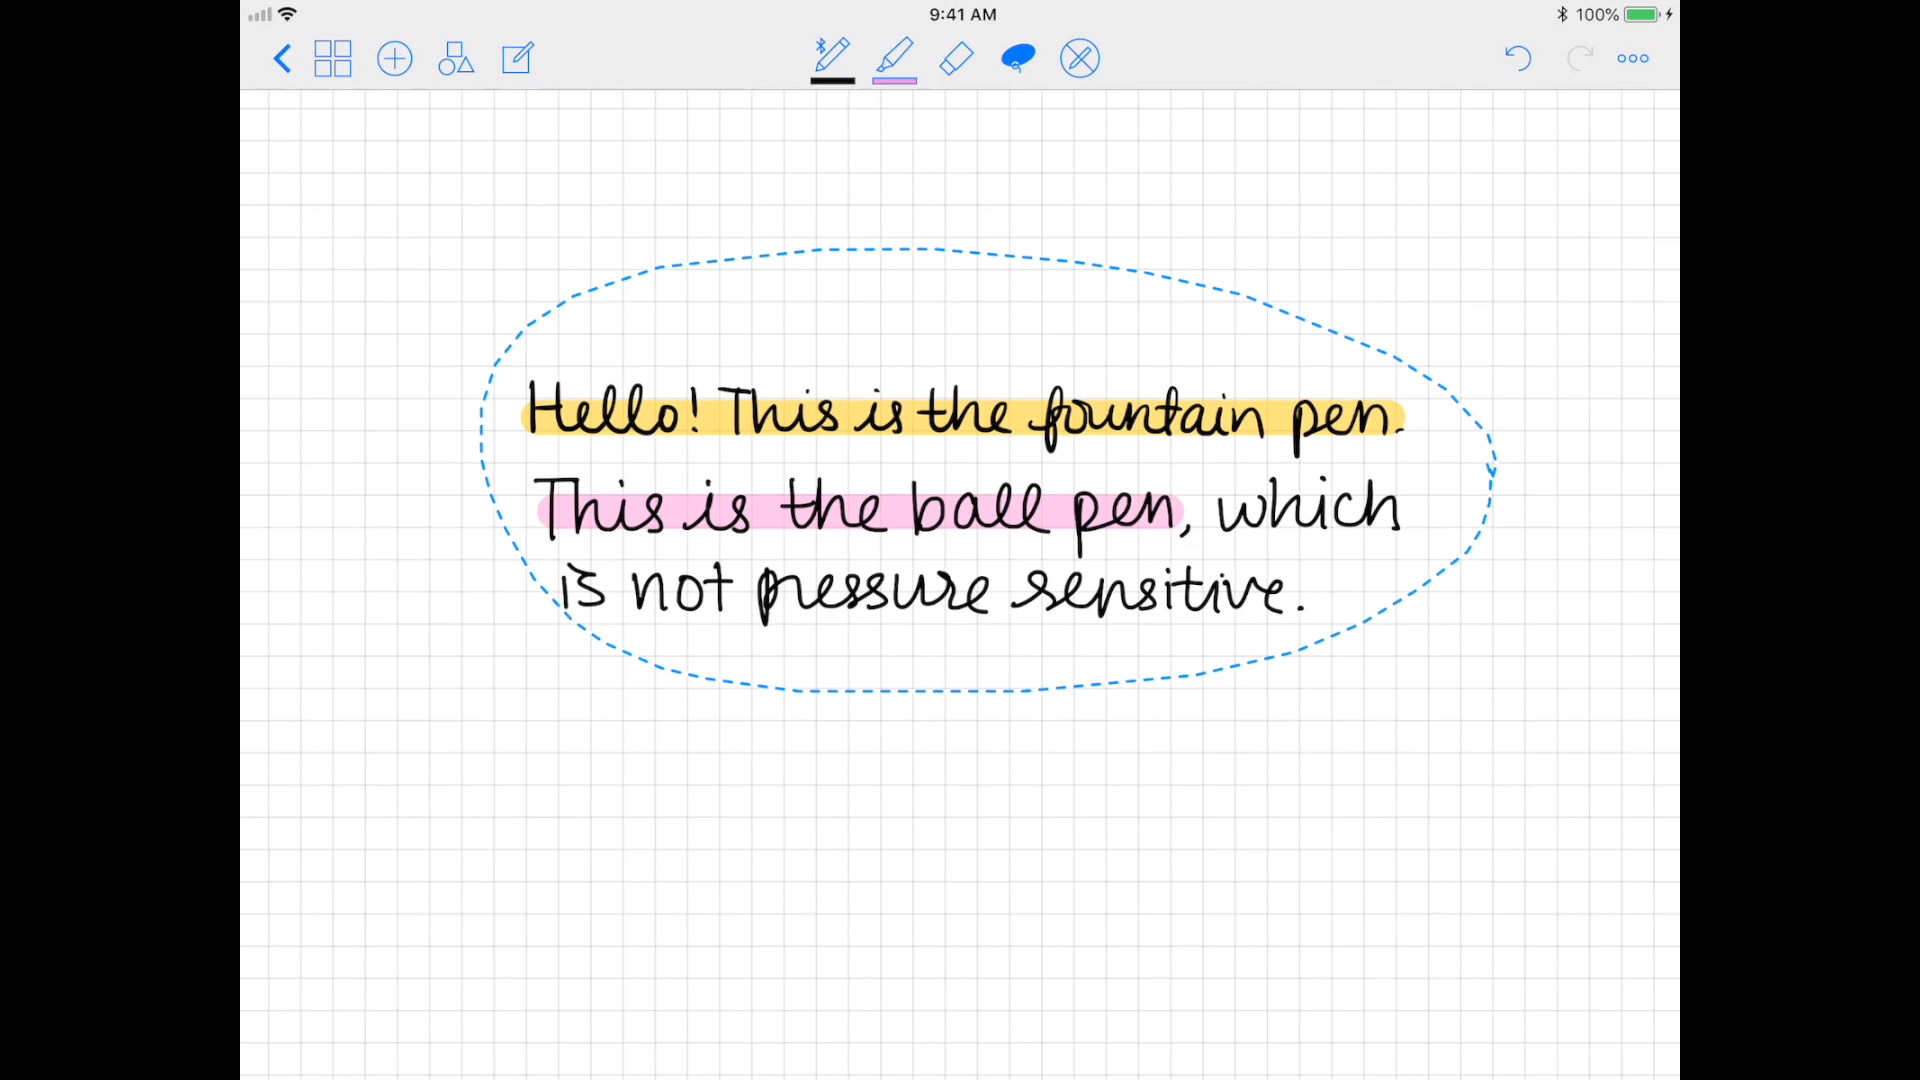 9:41 AM
100%
Hello! This is the fountain pen.
This is the ball pen, which
is not pressure sensitive.